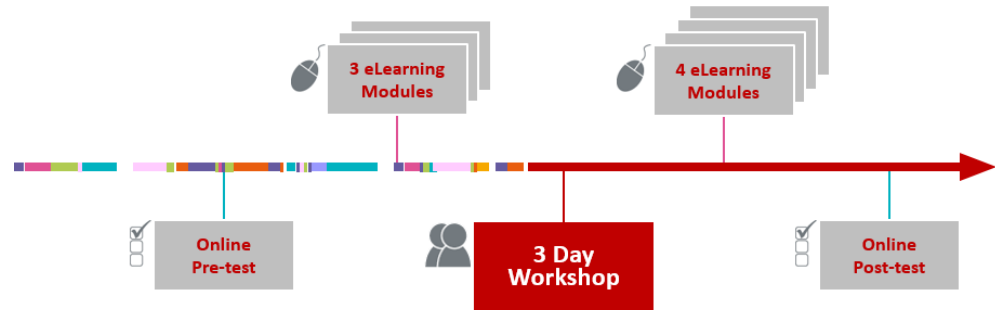 3 eLearning
Modules
4 eLearning
Modules
Online
Pre-test
3 Day
Workshop
Online
Post-test